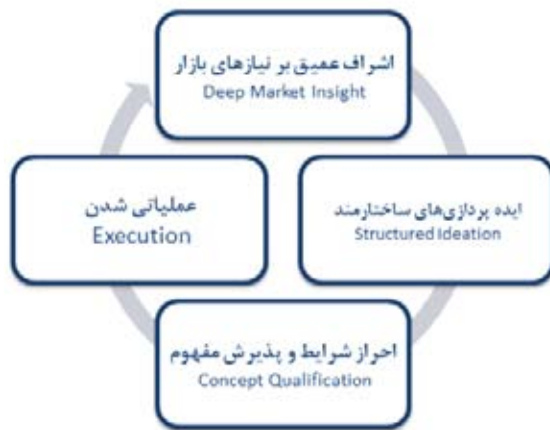 اشراف عمیق بر نیازهای بازار
Deep Market Insight
ایده پردازی‌های ساختارمند
Structured Ideation
احراز شرایط و پذیرش مفهوم
Concept Qualification
عملیاتی شدن
Execution